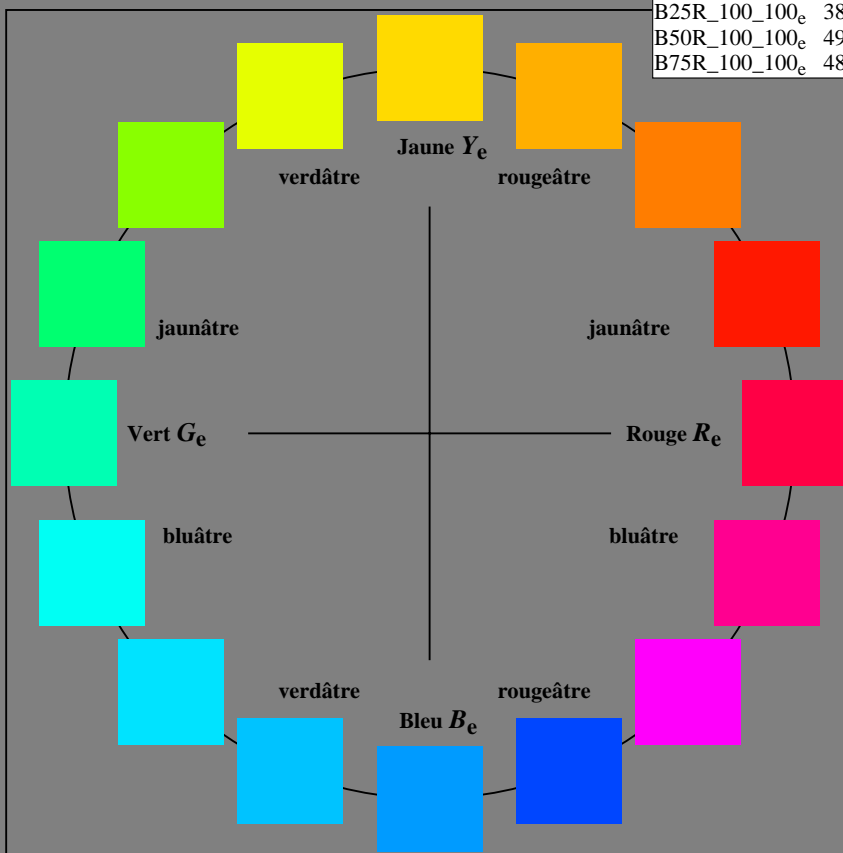 B25R_100_100e 38
B50R_100_100e 49
B75R_100_100e 48
Jaune Ye
verdâtre rougeâtre
jaunâtre jaunâtre
Vert Ge Rouge Re
bluâtre bluâtre
verdâtre rougeâtre
Bleu Be